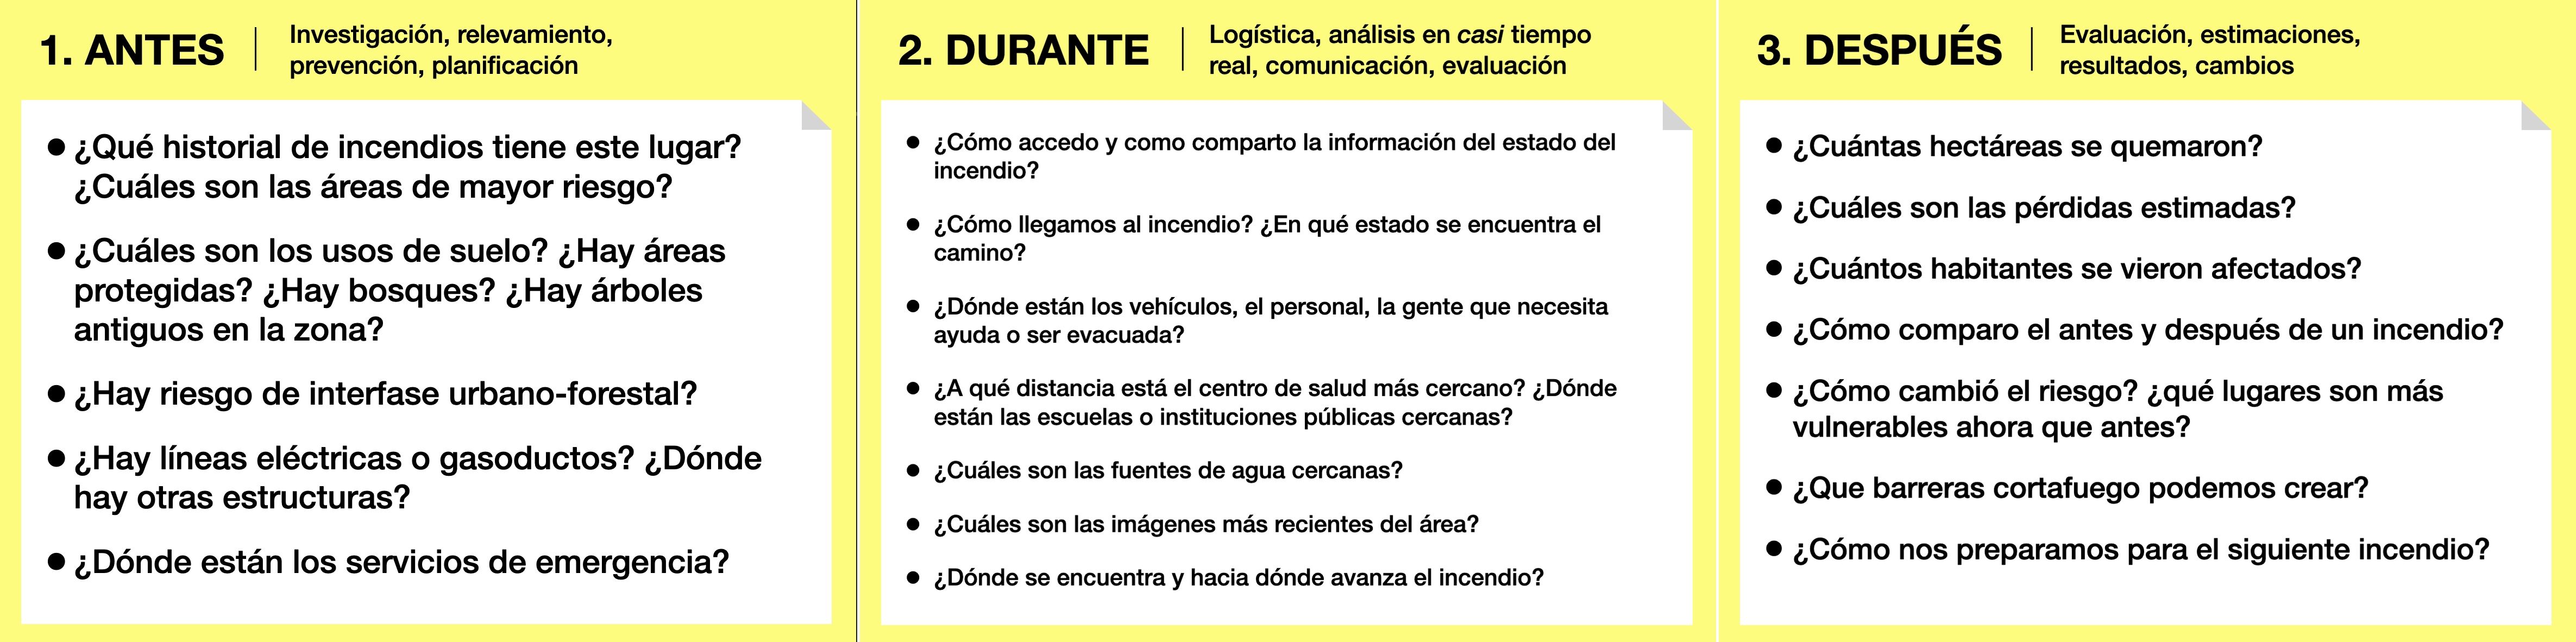 1. ANTES
Investigación, relevamiento,
prevención, planificación
● ¿Qué historial de incendios tiene este lugar?
¿Cuáles son las áreas de mayor riesgo?
● ¿Cuáles son los usos de suelo? ¿Hay áreas
protegidas? ¿Hay bosques? ¿Hay árboles
antiguos en la zona?
● ¿Hay riesgo de interfase urbano-forestal?
● ¿Hay líneas eléctricas o gasoductos? ¿Dónde
hay otras estructuras?
● ¿Dónde están los servicios de emergencia?
2. DURANTE
Logística, análisis en casi tiempo
real, comunicación, evaluación
● ¿Cómo accedo y como comparto la información del estado del
incendio?
● ¿Cómo llegamos al incendio? ¿En qué estado se encuentra el
camino?
● ¿Dónde están los vehículos, el personal, la gente que necesita
ayuda o ser evacuada?
● ¿A qué distancia está el centro de salud más cercano? ¿Dónde
están las escuelas o instituciones públicas cercanas?
● ¿Cuáles son las fuentes de agua cercanas?
● ¿Cuáles son las imágenes más recientes del área?
● ¿Dónde se encuentra y hacia dónde avanza el incendio?
3. DESPUÉS
Evaluación, estimaciones,
resultados, cambios
● ¿Cuántas hectáreas se quemaron?
● ¿Cuáles son las pérdidas estimadas?
● ¿Cuántos habitantes se vieron afectados?
● ¿Cómo comparo el antes y después de un incendio?
● ¿Cómo cambió el riesgo? ¿qué lugares son más
vulnerables ahora que antes?
● ¿Que barreras cortafuego podemos crear?
● ¿Cómo nos preparamos para el siguiente incendio?